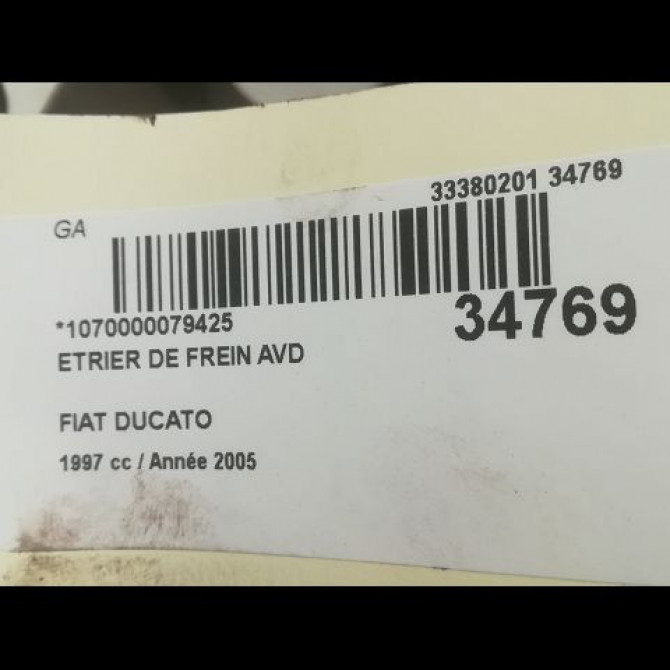 33380201 34769
GA
*1070000079425
34769
ETRIER DE FREIN AVD
FIAT DUCATO
1997 cc / Année 2005